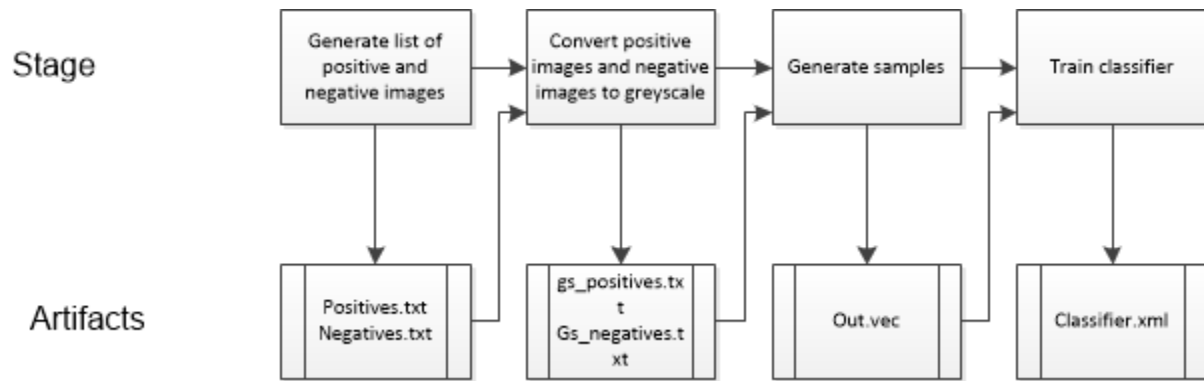 Stage
Generate list of
positive and
negative images
Convert positive
images and negative
images to greyscale
Generate samples
Train classifier
Artifacts
Positives.txt
Negatives.txt
gs_positives.tx
t
Gs_negatives.t
xt
Out.vec
Classifier.xml